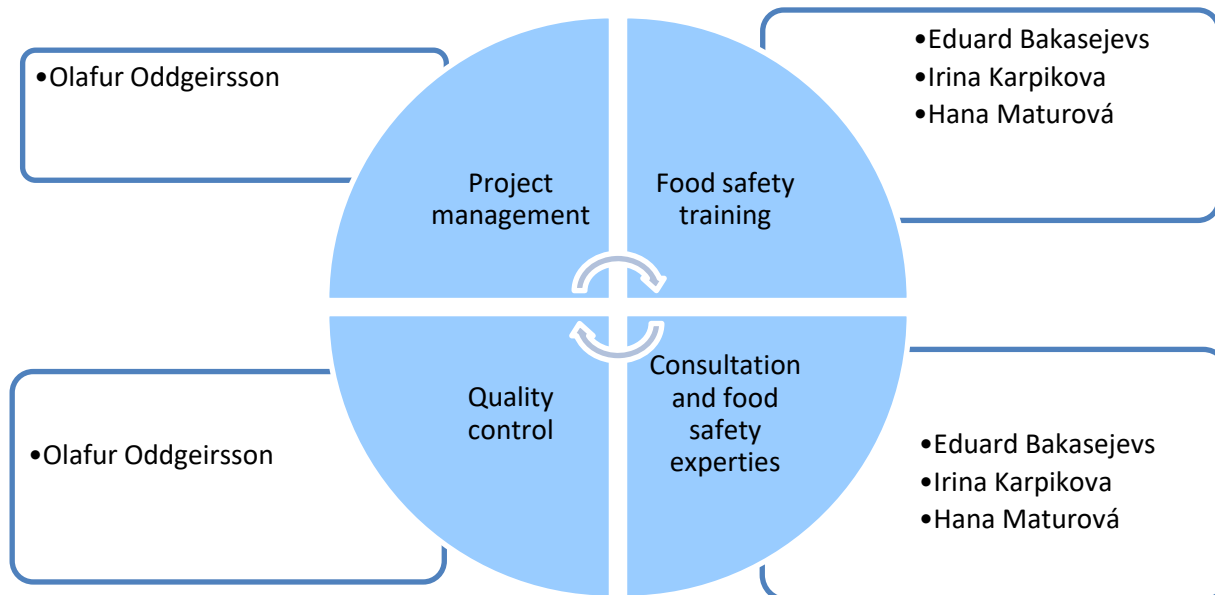 •Olafur Oddgeirsson
Project
management
Food safety
training
•Eduard Bakasejevs
•Irina Karpikova
•Hana Maturová
•Olafur Oddgeirsson
Quality
control
Consultation
and food
safety
experties
•Eduard Bakasejevs
•Irina Karpikova
•Hana Maturová